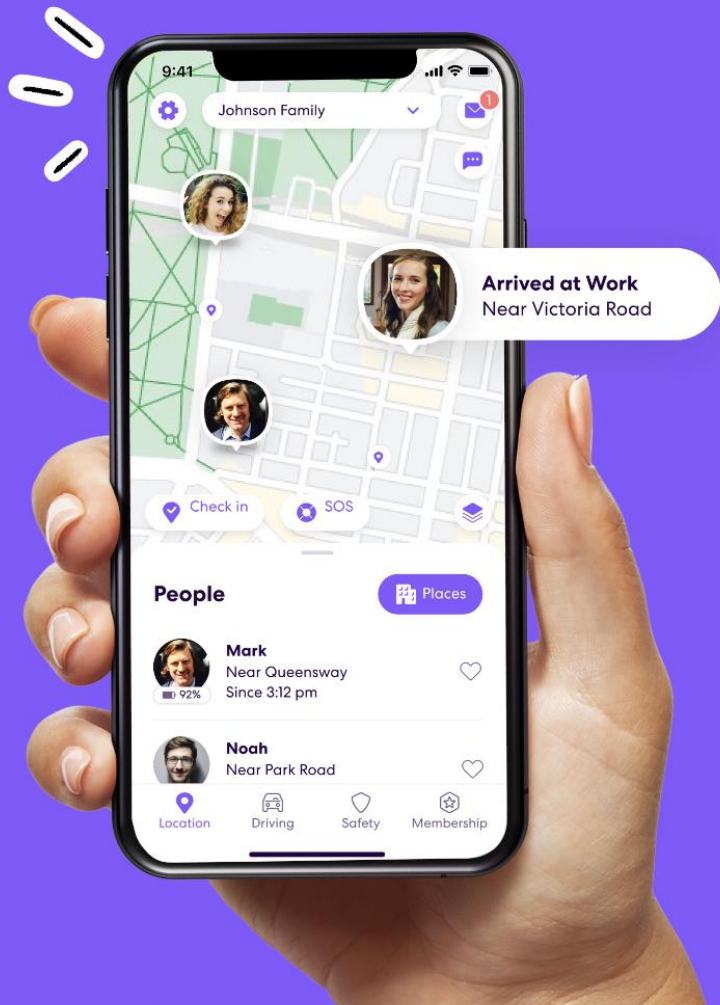 9:41
Johnson Family
1
Arrived at Work
Near Victoria Road
Check in
SOS
People
Places
Mark
Near Queensway
Since 3:12 pm
92%
Noah
Near Park Road
Location
Driving
Safety
Membership